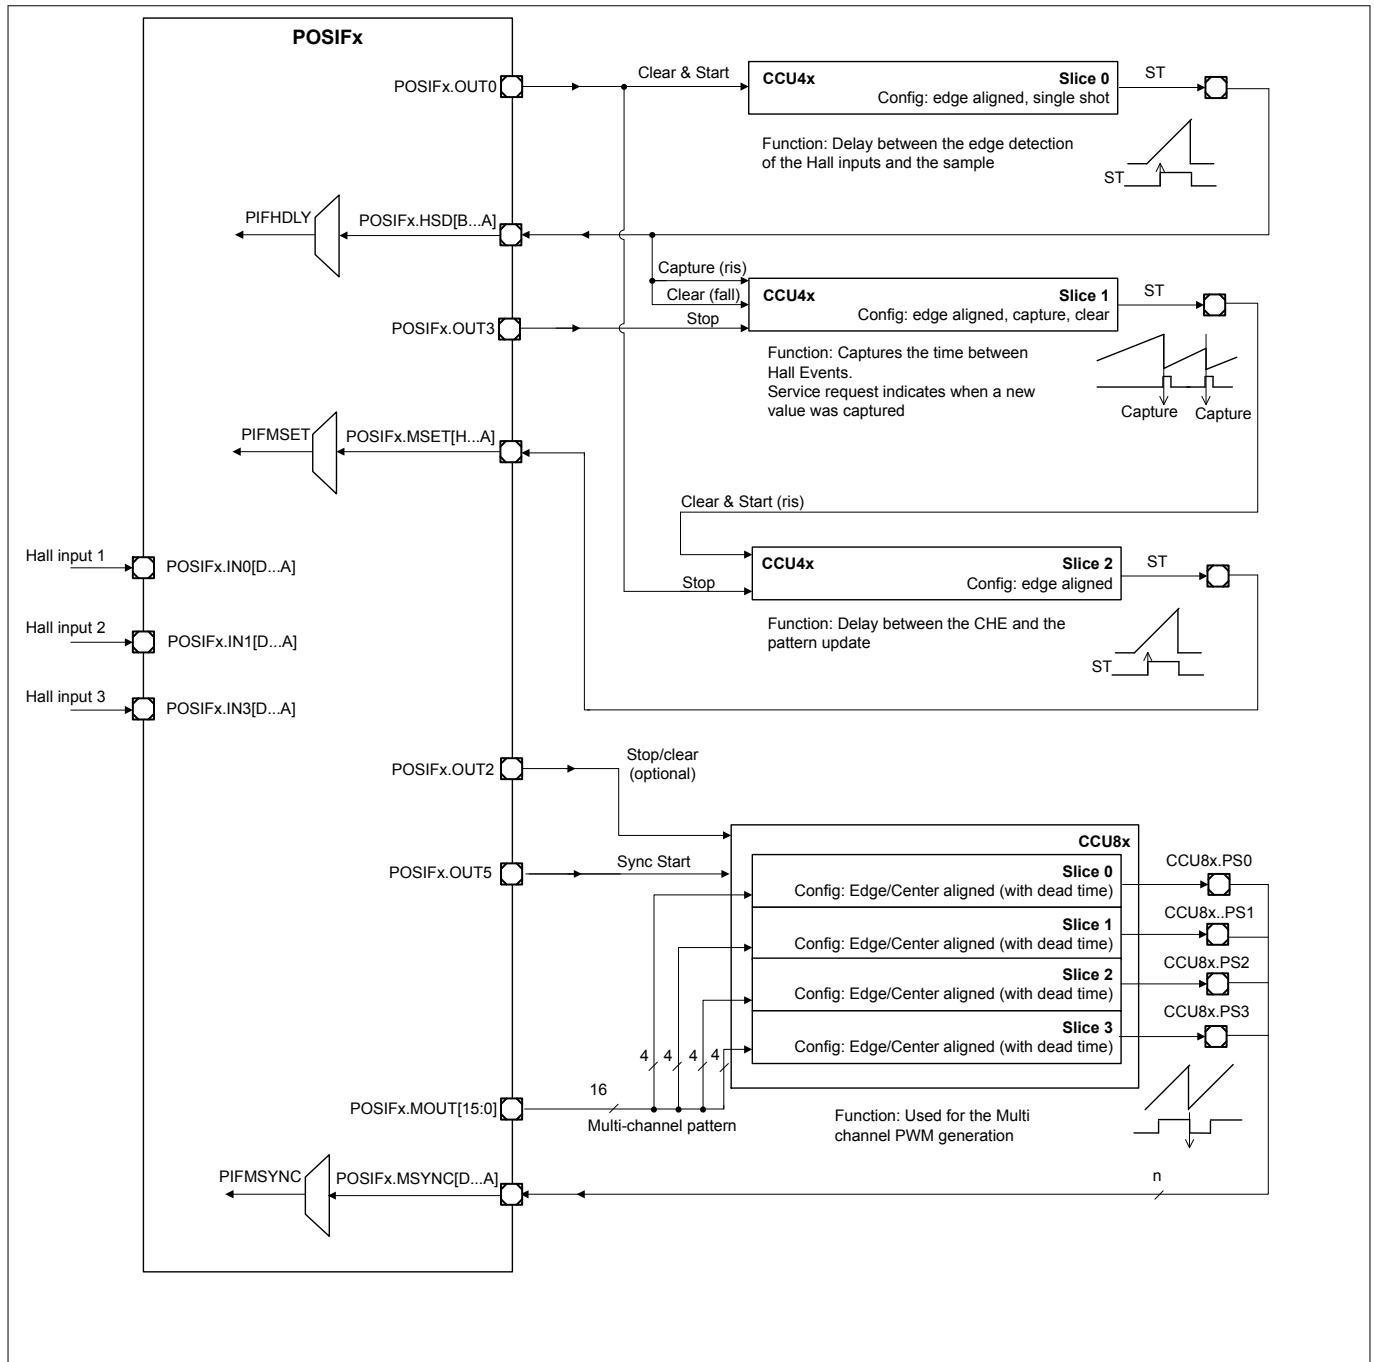 POSIFx
POSIFx.OUT0
Clear & Start
CCU4x
Slice 0
Config: edge aligned, single shot
ST
Function: Delay between the edge detection
of the Hall inputs and the sample
ST
PIFHDLY
POSIFx.HSD[B...A]
Capture (ris)
Clear (fall)
Stop
CCU4x
Slice 1
Config: edge aligned, capture, clear
ST
POSIFx.OUT3
Function: Captures the time between
Hall Events.
Service request indicates when a new
value was captured
Capture
Capture
PIFMSET
POSIFx.MSET[H...A]
Clear & Start (ris)
Hall input 1
POSIFx.IN0[D...A]
CCU4x
Slice 2
Config: edge aligned
ST
Stop
Function: Delay between the CHE and the
pattern update
ST
Hall input 2
POSIFx.IN1[D...A]
Hall input 3
POSIFx.IN3[D...A]
POSIFx.OUT2
Stop/clear
(optional)
CCU8x
POSIFx.OUT5
Sync Start
Slice 0
Config: Edge/Center aligned (with dead time)
CCU8x.PS0
Slice 1
Config: Edge/Center aligned (with dead time)
CCU8x..PS1
Slice 2
Config: Edge/Center aligned (with dead time)
CCU8x.PS2
Slice 3
Config: Edge/Center aligned (with dead time)
CCU8x.PS3
4 4 4 4
16
POSIFx.MOUT[15:0]
Multi-channel pattern
Function: Used for the Multi
channel PWM generation
PIFMSYNC
POSIFx.MSYNC[D...A]
n